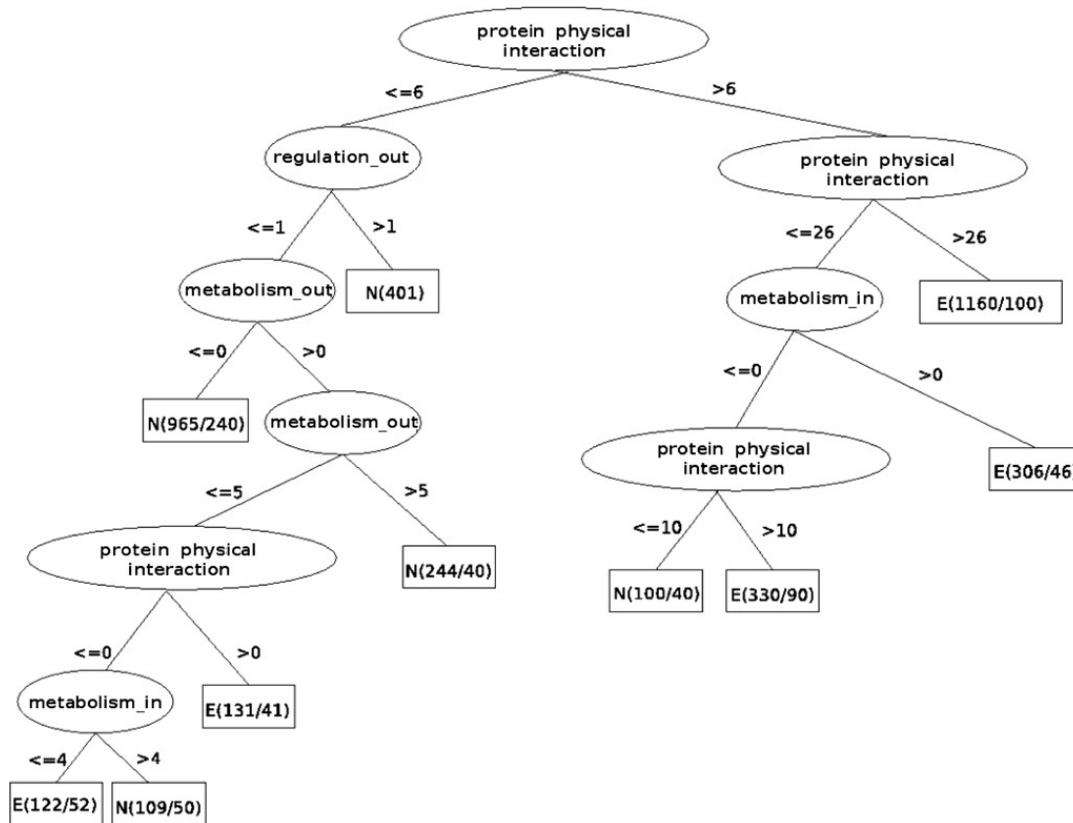 protein physical
interaction
<=6
>6
regulation_out
protein physical
interaction
<=1
>1
<=26
>26
metabolism_out
N(401)
metabolism_in
E(1160/100)
<=0
>0
<=0
>0
N(965/240)
metabolism_out
protein physical
interaction
E(306/46)
<=5
>5
<=10
>10
protein physical
interaction
N(244/40)
N(100/40)
E(330/90)
<=0
>0
metabolism_in
E(131/41)
<=4
>4
E(122/52)
N(109/50)